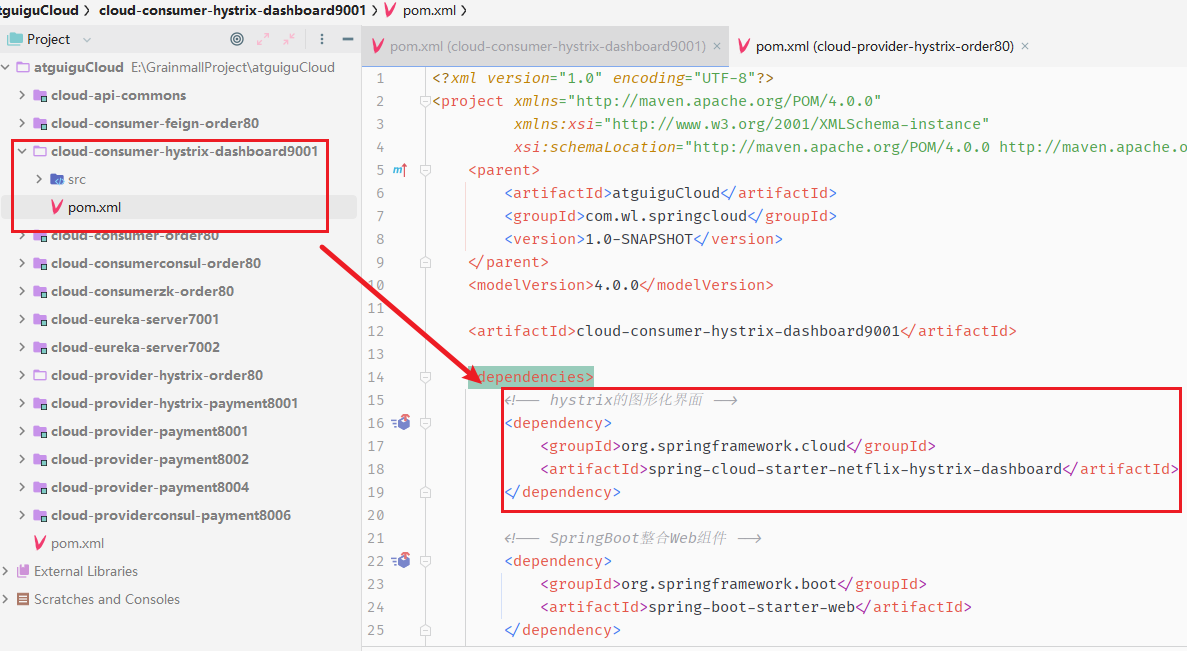 tguiguCloud > cloud-consumer-hystrix-dashboard9001 > pom.xml >
Project
pom.xml (cloud-consumer-hystrix-dashboard9001) ×
pom.xml (cloud-provider-hystrix-order80) ×
atguiguCloud E:\GrainmallProject\atguiguCloud
cloud-api-commons
cloud-consumer-feign-order80
cloud-consumer-hystrix-dashboard9001
src
pom.xml
cloud-consumer-order80
cloud-consumerconsul-order80
cloud-consumerzk-order80
cloud-eureka-server7001
cloud-eureka-server7002
cloud-provider-hystrix-order80
cloud-provider-hystrix-payment8001
cloud-provider-payment8001
cloud-provider-payment8002
cloud-provider-payment8004
cloud-providerconsul-payment8006
pom.xml
External Libraries
Scratches and Consoles
1 <?xml version="1.0" encoding="UTF-8"?>
2 <project xmlns="http://maven.apache.org/POM/4.0.0"
3 xmlns:xsi="http://www.w3.org/2001/XMLSchema-instance"
4 xsi:schemaLocation="http://maven.apache.org/POM/4.0.0 http://maven.apache.o
5 <parent>
6 <artifactId>atguiguCloud</artifactId>
7 <groupId>com.wl.springcloud</groupId>
8 <version>1.0-SNAPSHOT</version>
9 </parent>
10 <modelVersion>4.0.0</modelVersion>
11
12 <artifactId>cloud-consumer-hystrix-dashboard9001</artifactId>
13
14 <dependencies>
15 <!-- hystrix的图形化界面 -->
16 <dependency>
17 <groupId>org.springframework.cloud</groupId>
18 <artifactId>spring-cloud-starter-netflix-hystrix-dashboard</artifactId>
19 </dependency>
20
21 <!-- SpringBoot整合Web组件 -->
22 <dependency>
23 <groupId>org.springframework.boot</groupId>
24 <artifactId>spring-boot-starter-web</artifactId>
25 </dependency>